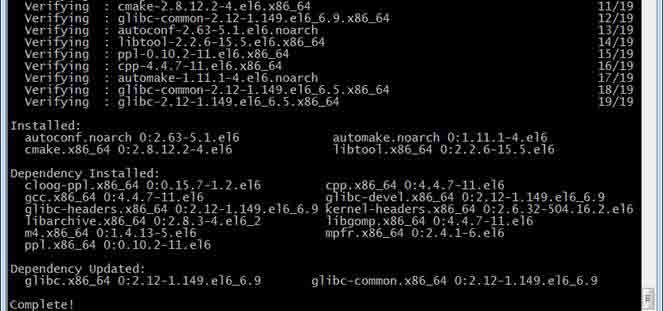 Verifying : cmake-2.8.12.2-4.el6.x86_64 11/19
Verifying : glibc-common-2.12-1.149.el6_6.9.x86_64 12/19
Verifying : autoconf-2.63-5.1.el6.noarch 13/19
Verifying : libtool-2.2.6-15.5.el6.x86_64 14/19
Verifying : ppl-0.10.2-11.el6.x86_64 15/19
Verifying : cpp-4.4.7-11.el6.x86_64 16/19
Verifying : automake-1.11.1-4.el6.noarch 17/19
Verifying : glibc-common-2.12-1.149.el6_6.5.x86_64 18/19
Verifying : glibc-2.12-1.149.el6_6.5.x86_64 19/19
Installed:
autoconf.noarch 0:2.63-5.1.el6 automake.noarch 0:1.11.1-4.el6
cmake.x86_64 0:2.8.12.2-4.el6 libtool.x86_64 0:2.2.6-15.5.el6
Dependency Installed:
cloog-ppl.x86_64 0:0.15.7-1.2.el6 cpp.x86_64 0:4.4.7-11.el6
gcc.x86_64 0:4.4.7-11.el6 glibc-devel.x86_64 0:2.12-1.149.el6_6.9
glibc-headers.x86_64 0:2.12-1.149.el6_6.9 kernel-headers.x86_64 0:2.6.32-504.16.2.el6
libarchive.x86_64 0:2.8.3-4.el6_2 libgomp.x86_64 0:4.4.7-11.el6
m4.x86_64 0:1.4.13-5.el6 mpfr.x86_64 0:2.4.1-6.el6
ppl.x86_64 0:0.10.2-11.el6
Dependency Updated:
glibc.x86_64 0:2.12-1.149.el6_6.9 glibc-common.x86_64 0:2.12-1.149.el6_6.9
Complete!